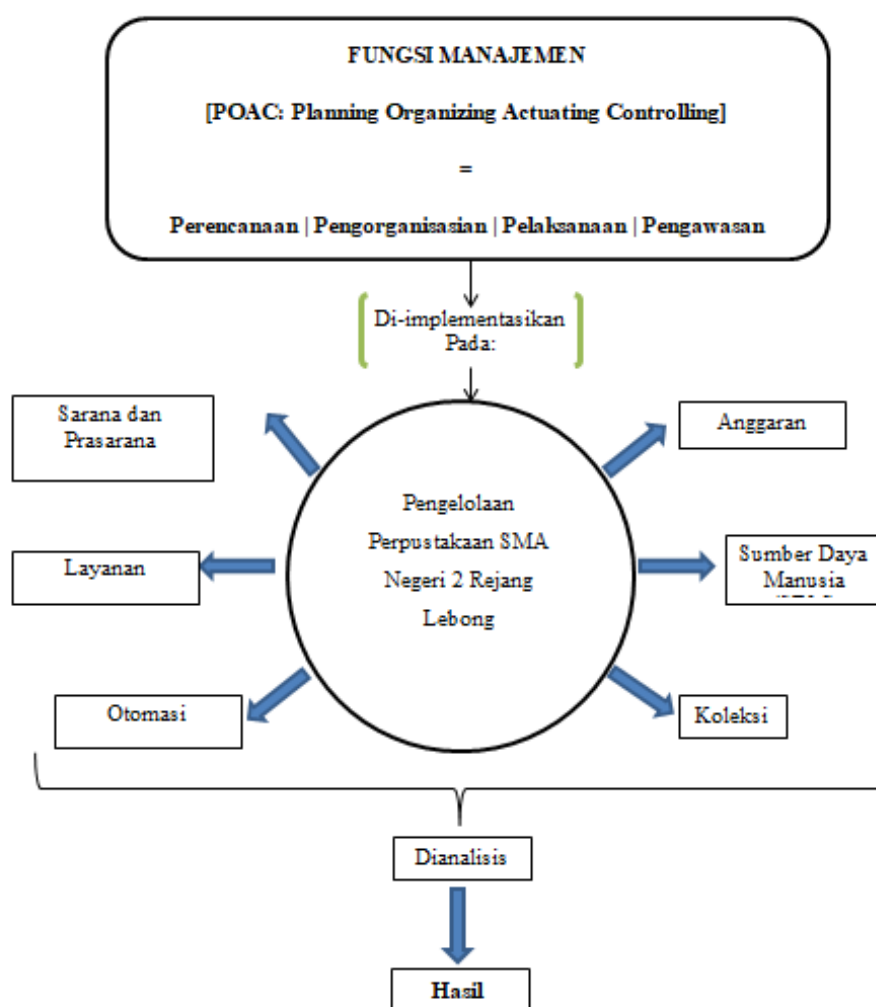 FUNGSI MANAJEMEN
[POAC: Planning Organizing Actuating Controlling]
=
Perencanaan | Pengorganisasian | Pelaksanaan | Pengawasan
Di-implementasikan
Pada:
Sarana dan
Prasarana
Anggaran
Pengelolaan
Perpustakaan SMA
Negeri 2 Rejang
Lebong
Layanan
Sumber Daya
Manusia
Otomasi
Koleksi
Dianalisis
Hasil